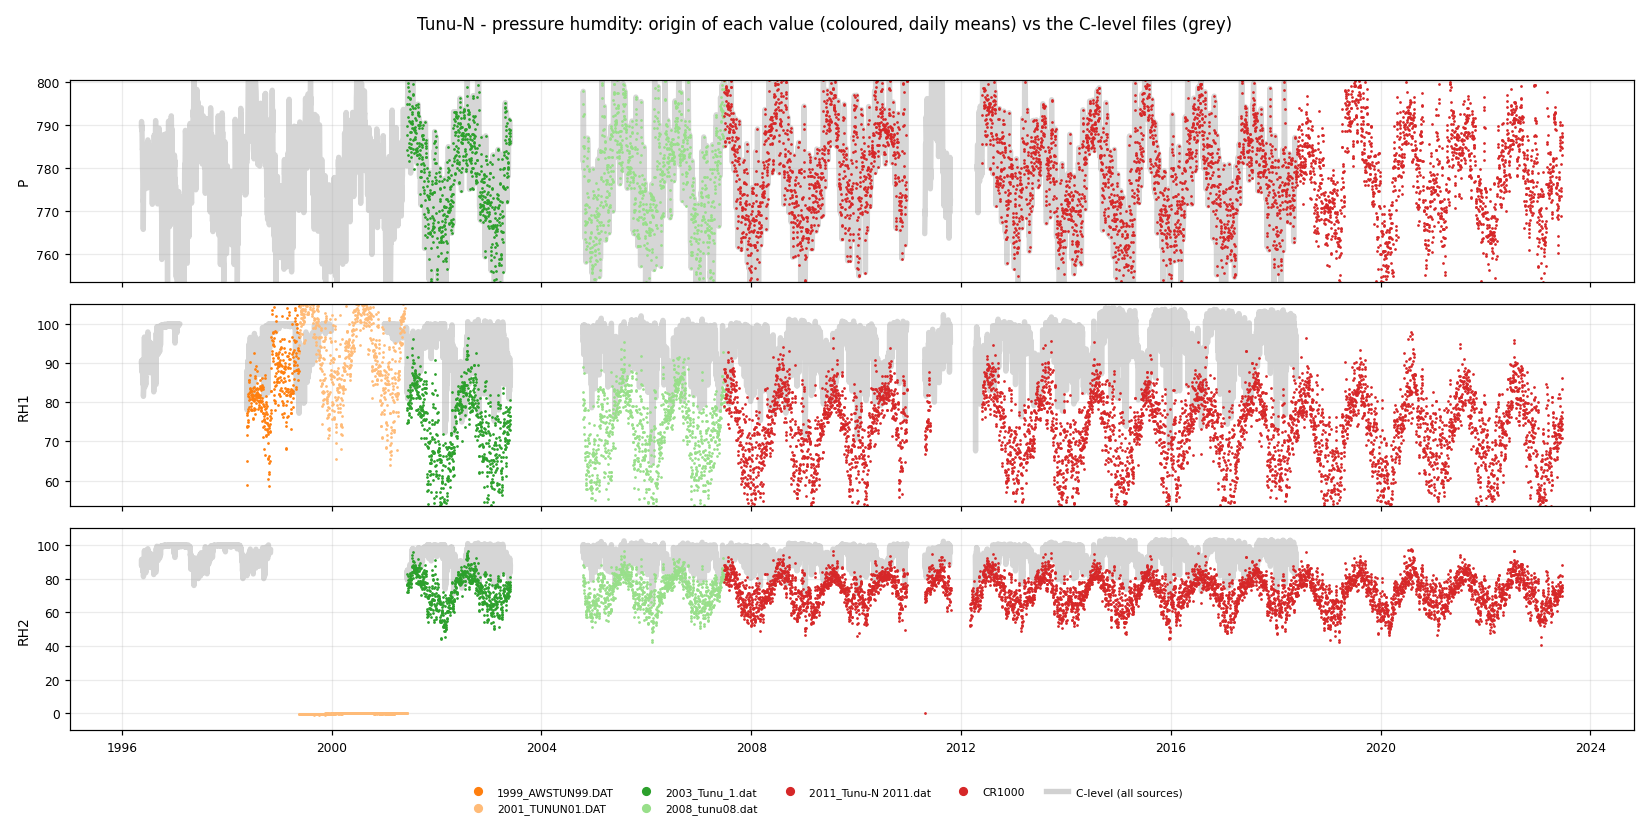 Tunu-N - pressure humdity: origin of each value (coloured, daily means) vs the C-level files (grey)
800
790
780
770
760
P
100
90
80
70
60
RH1
100
80
60
40
20
0
RH2
1996 2000 2004 2008 2012 2016 2020 2024
1999_AWSTUN99.DAT 2003_Tunu_1.dat 2011_Tunu-N 2011.dat CR1000 C-level (all sources)
2001_TUNUN01.DAT 2008_tunu08.dat